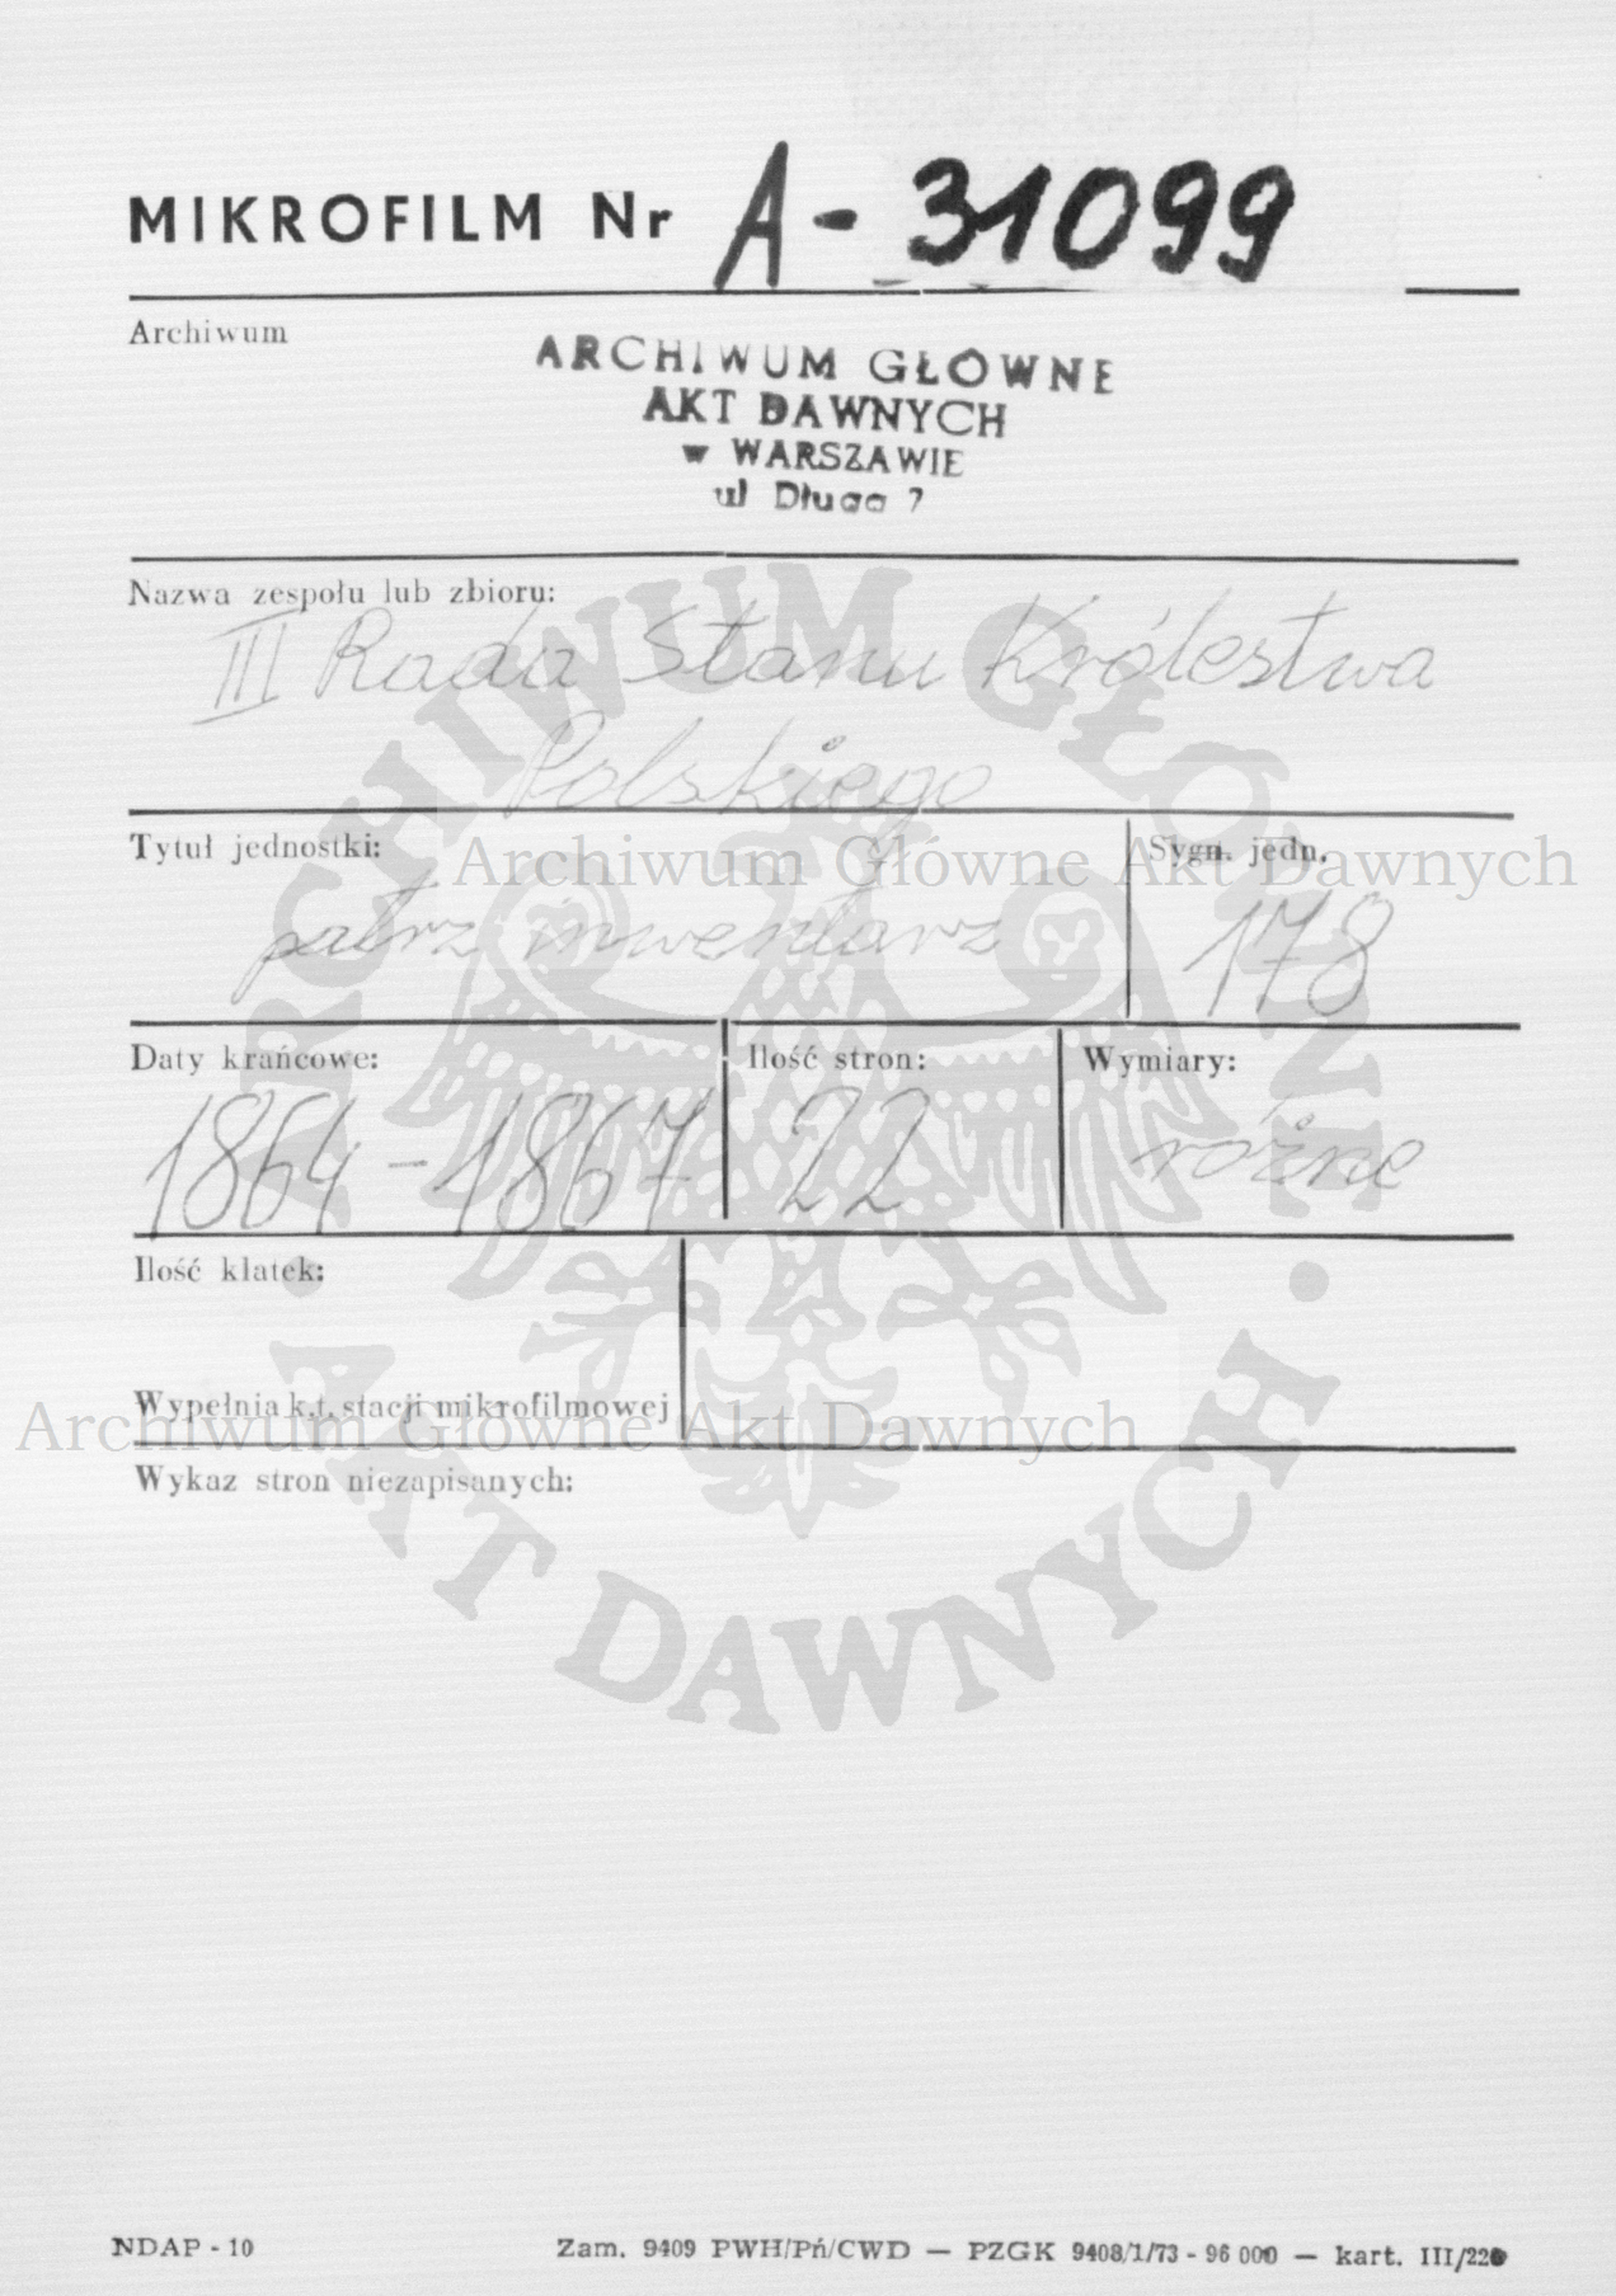 MIKROFILM Nr A - 31099
Archiwum
ARCHIWUM GŁÓWNE
AKT DAWNYCH
w WARSZAWIE
ul Długa 7
Nazwa zespołu lub zbioru:
III Rada Stanu Królestwa
Polskiego
Tytuł jednostki:
patrz inwentarz
Sygn. jedn.
178
Daty krańcowe:
1864 - 1867
Ilość stron:
22
Wymiary:
różne
Ilość klatek:
Wypełnia k.t. stacji mikrofilmowej
Wykaz stron niezapisanych:
NDAP - 10
Zam. 9409 PWH/Pń/CWD — PZGK 9408/1/73 - 96 000 — kart. III/220
Archiwum Główne Akt Dawnych
Archiwum Główne Akt Dawnych
ARCHIWUM GŁÓWNE
AKT DAWNYCH